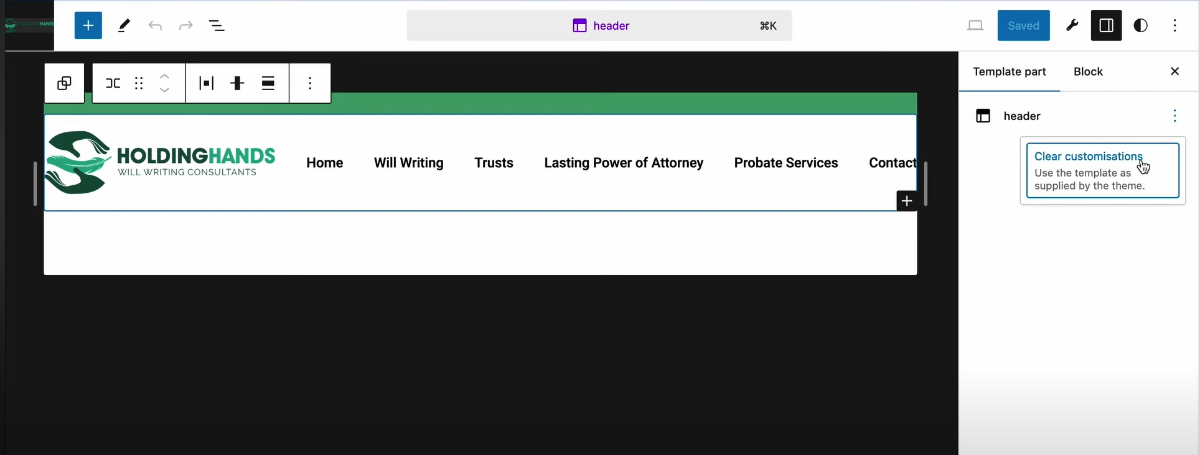 header
⌘K
Saved
Template part
Block
header
Clear customisations
Use the template as
supplied by the theme.
HOLDINGHANDS
WILL WRITING CONSULTANTS
Home
Will Writing
Trusts
Lasting Power of Attorney
Probate Services
Contact